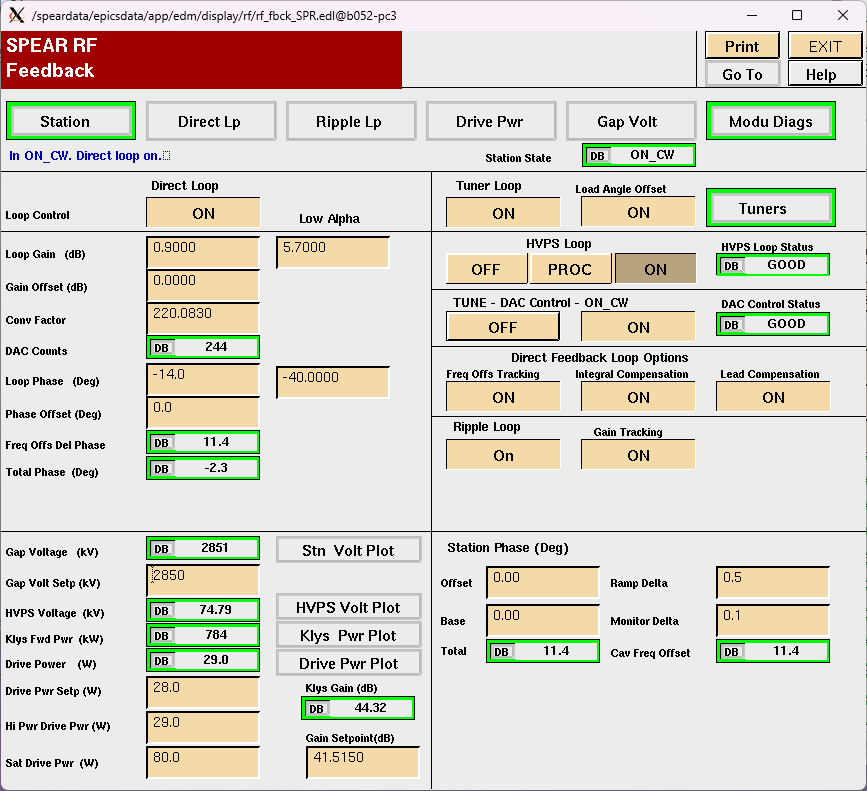 /speardata/epicsdata/app/edm/display/rf/rf_fbck_SPR.edl@b052-pc3
SPEAR RF
Feedback
Print
EXIT
Go To
Help
Station
Direct Lp
Ripple Lp
Drive Pwr
Gap Volt
Modu Diags
In ON_CW. Direct loop on.
Station State
DB ON_CW
Direct Loop
Loop Control
ON
Low Alpha
Loop Gain (dB)
0.9000
5.7000
Gain Offset (dB)
0.0000
Conv Factor
220.0830
DAC Counts
DB 244
Loop Phase (Deg)
-14.0
-40.0000
Phase Offset (Deg)
0.0
Freq Offs Del Phase
DB 11.4
Total Phase (Deg)
DB -2.3
Tuner Loop
Load Angle Offset
ON
ON
Tuners
HVPS Loop
HVPS Loop Status
OFF
PROC
ON
DB GOOD
TUNE - DAC Control - ON_CW
DAC Control Status
OFF
ON
DB GOOD
Direct Feedback Loop Options
Freq Offs Tracking
Integral Compensation
Lead Compensation
ON
ON
ON
Ripple Loop
Gain Tracking
On
ON
Gap Voltage (kV)
DB 2851
Stn Volt Plot
Gap Volt Setp (kV)
2850
HVPS Voltage (kV)
DB 74.79
HVPS Volt Plot
Klys Fwd Pwr (kW)
DB 784
Klys Pwr Plot
Drive Power (W)
DB 29.0
Drive Pwr Plot
Drive Pwr Setp (W)
28.0
Klys Gain (dB)
DB 44.32
Hi Pwr Drive Pwr (W)
29.0
Gain Setpoint(dB)
Sat Drive Pwr (W)
80.0
41.5150
Station Phase (Deg)
Offset
0.00
Ramp Delta
0.5
Base
0.00
Monitor Delta
0.1
Total
DB 11.4
Cav Freq Offset
DB 11.4